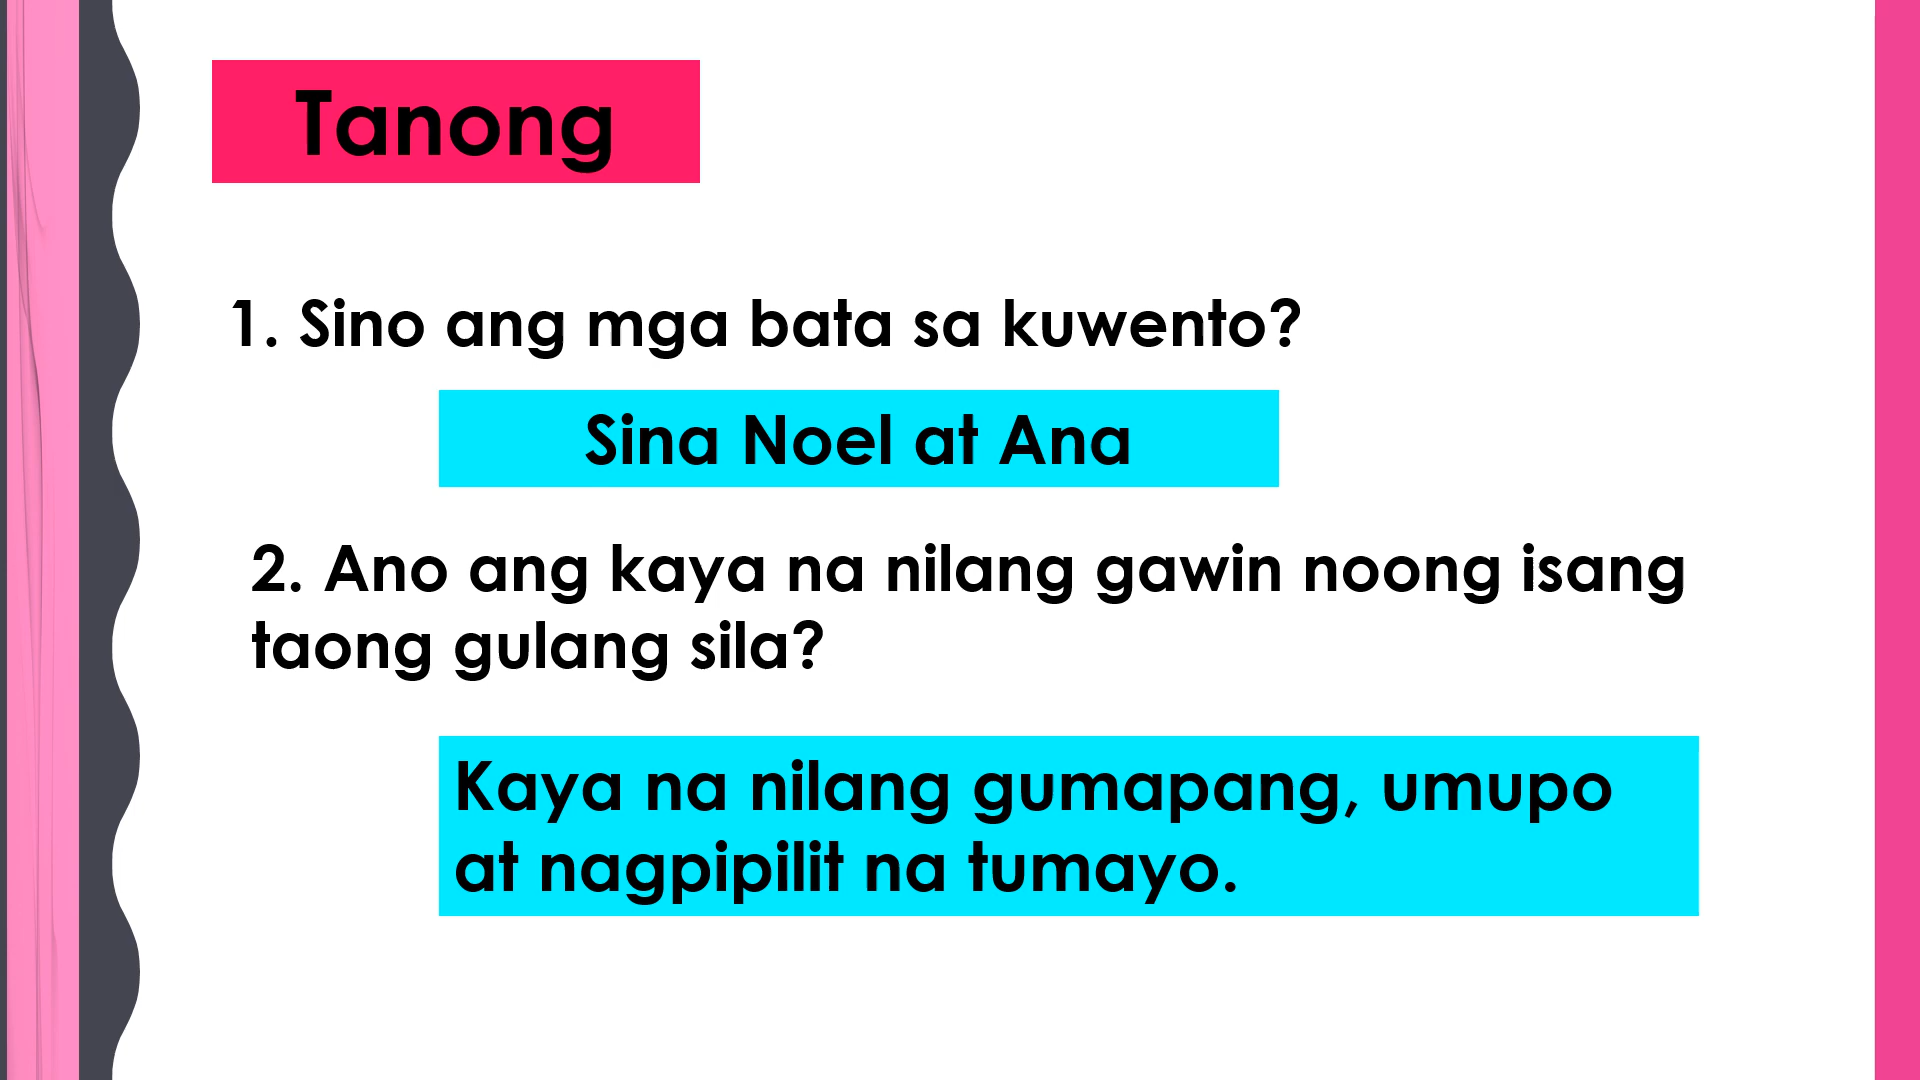 Tanong
1. Sino ang mga bata sa kuwento?
Sina Noel at Ana
2. Ano ang kaya na nilang gawin noong isang
taong gulang sila?
Kaya na nilang gumapang, umupo
at nagpipilit na tumayo.